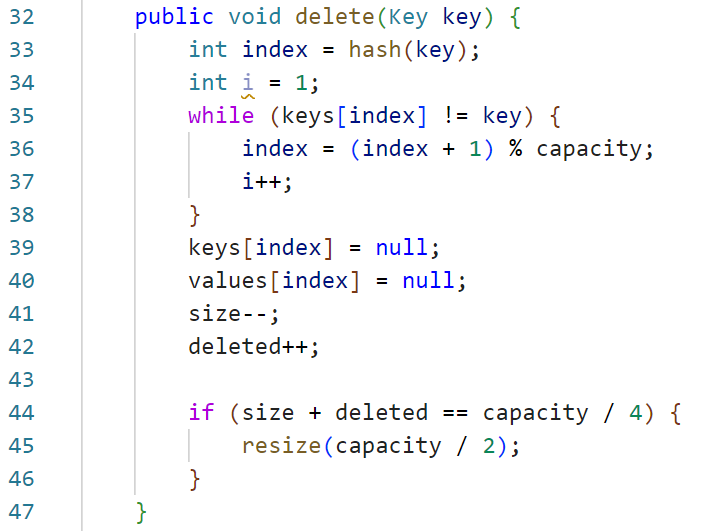 32 public void delete(Key key) {
33 int index = hash(key);
34 int i = 1;
35 while (keys[index] != key) {
36 index = (index + 1) % capacity;
37 i++;
38 }
39 keys[index] = null;
40 values[index] = null;
41 size--;
42 deleted++;
43
44 if (size + deleted == capacity / 4) {
45 resize(capacity / 2);
46 }
47 }